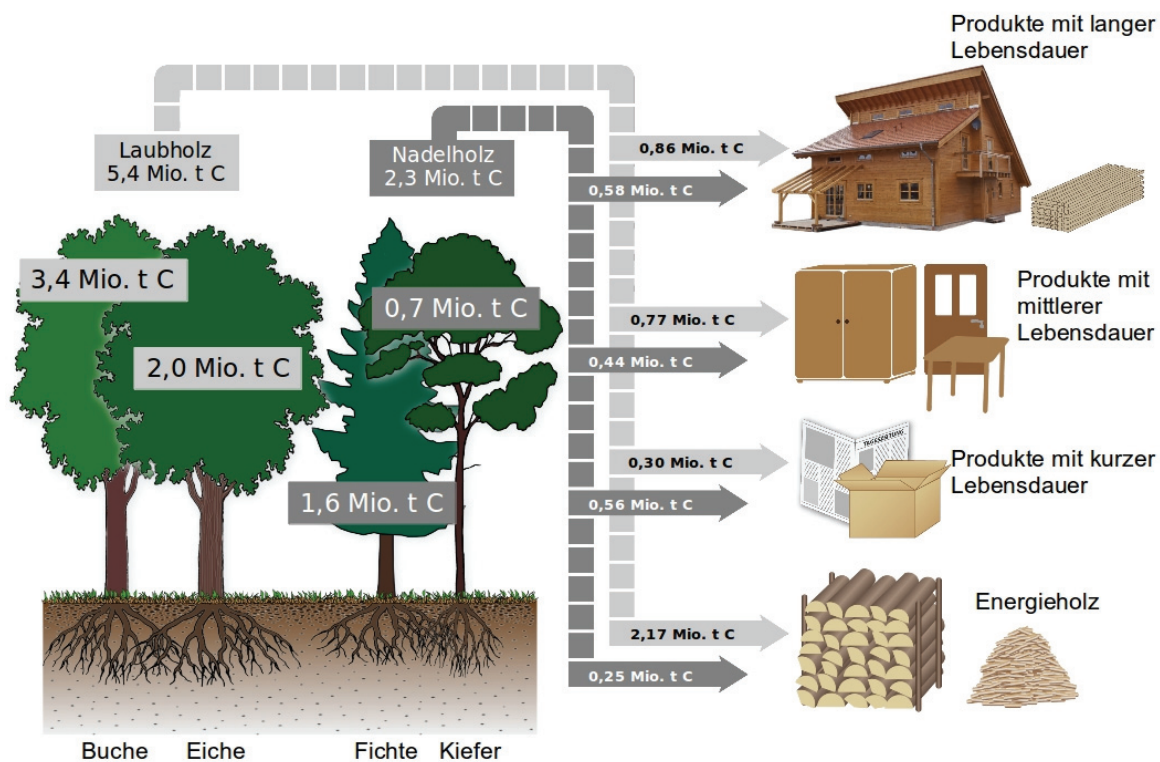 Produkte mit langer
Lebensdauer
Laubholz
5,4 Mio. t C
Nadelholz
2,3 Mio. t C
0,86 Mio. t C
0,58 Mio. t C
3,4 Mio. t C
0,7 Mio. t C
2,0 Mio. t C
Produkte mit
mittlerer
Lebensdauer
0,77 Mio. t C
0,44 Mio. t C
1,6 Mio. t C
TAGESZEITUNG
Produkte mit kurzer
Lebensdauer
0,30 Mio. t C
0,56 Mio. t C
Energieholz
2,17 Mio. t C
0,25 Mio. t C
Buche
Eiche
Fichte
Kiefer